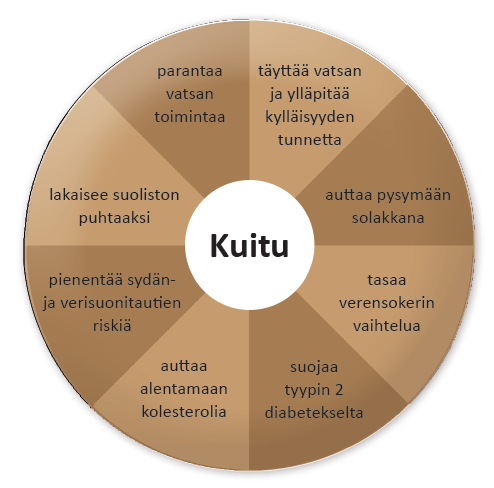 Kuitu
täyttää vatsan
ja ylläpitää
kylläisyyden
tunnetta
auttaa pysymään
solakkana
tasaa
verensokerin
vaihtelua
suojaa
tyypin 2
diabetekselta
auttaa
alentamaan
kolesterolia
pienentää sydän-
ja verisuonitautien
riskiä
lakaisee suoliston
puhtaaksi
parantaa
vatsan
toimintaa